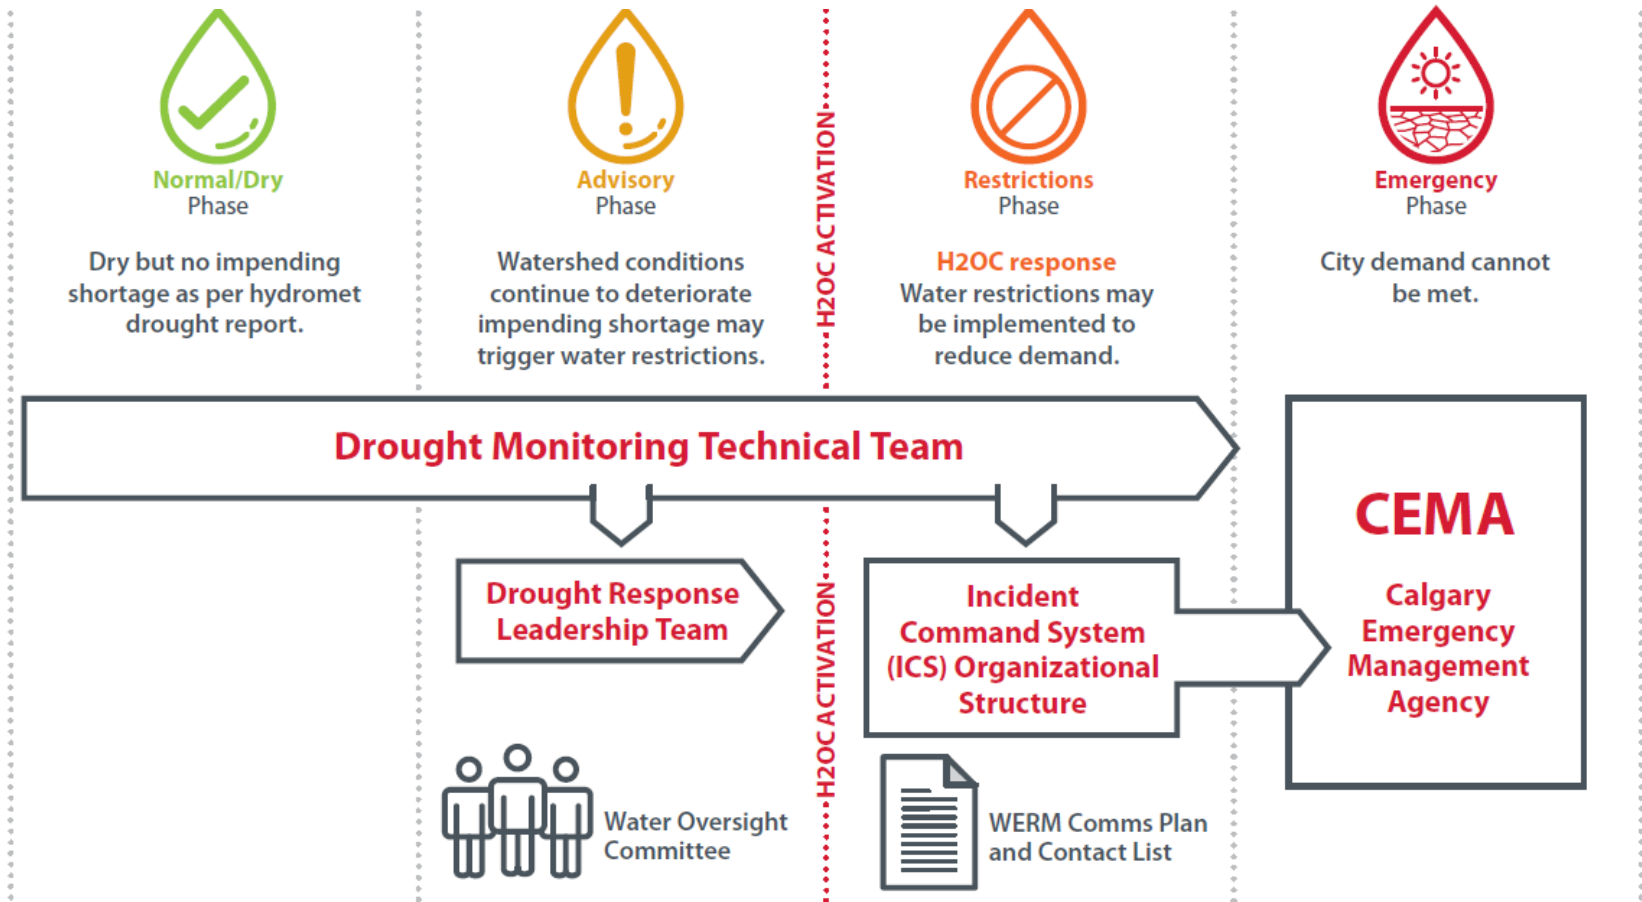 Normal/Dry
Phase
Dry but no impending
shortage as per hydromet
drought report.
Advisory
Phase
Watershed conditions
continue to deteriorate
impending shortage may
trigger water restrictions.
H2OC ACTIVATION
Restrictions
Phase
H2OC response
Water restrictions may
be implemented to
reduce demand.
Emergency
Phase
City demand cannot
be met.
Drought Monitoring Technical Team
Drought Response
Leadership Team
H2OC ACTIVATION
Incident
Command System
(ICS) Organizational
Structure
CEMA
Calgary
Emergency
Management
Agency
Water Oversight
Committee
WERM Comms Plan
and Contact List